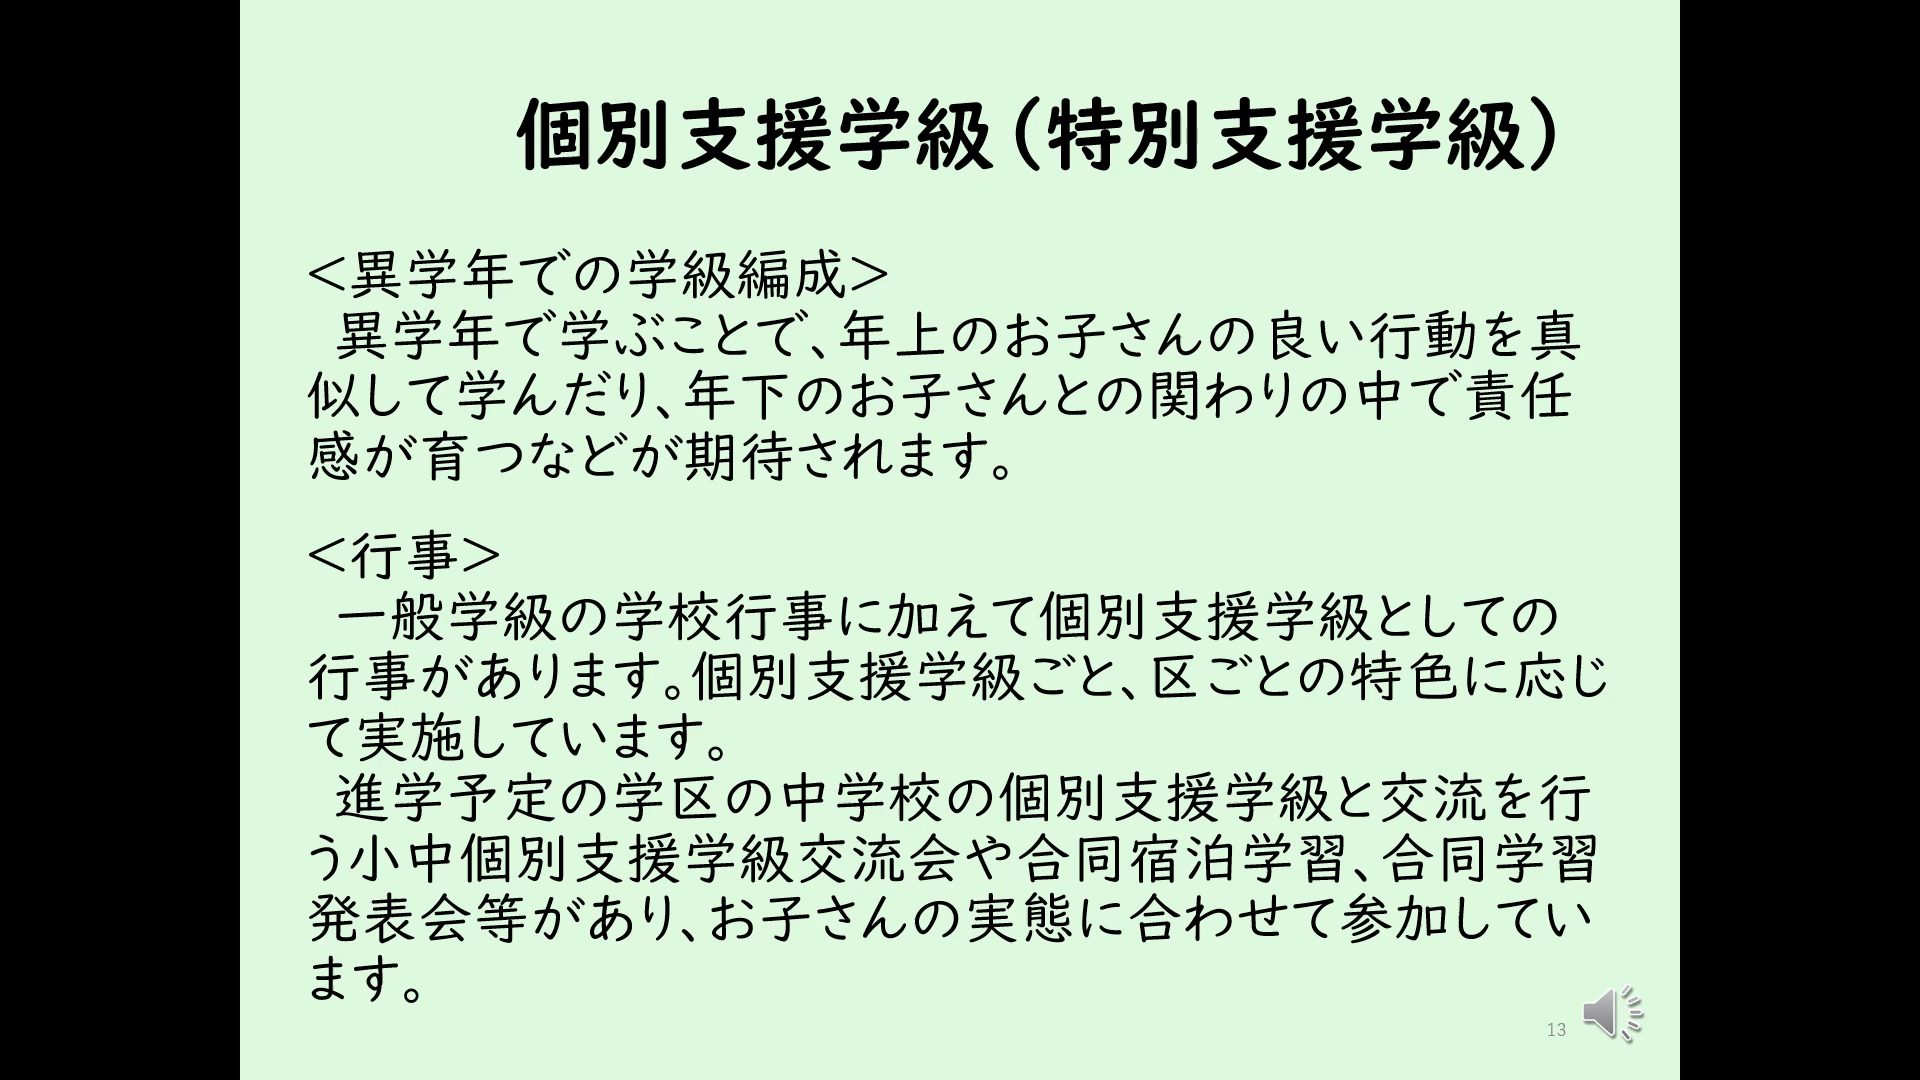 個別支援学級（特別支援学級）
＜異学年での学級編成＞
異学年で学ぶことで、年上のお子さんの良い行動を真
似して学んだり、年下のお子さんとの関わりの中で責任
感が育つなどが期待されます。
＜行事＞
一般学級の学校行事に加えて個別支援学級としての
行事があります。個別支援学級ごと、区ごとの特色に応じ
て実施しています。
進学予定の学区の中学校の個別支援学級と交流を行
う小中個別支援学級交流会や合同宿泊学習、合同学習
発表会等があり、お子さんの実態に合わせて参加してい
ます。
13